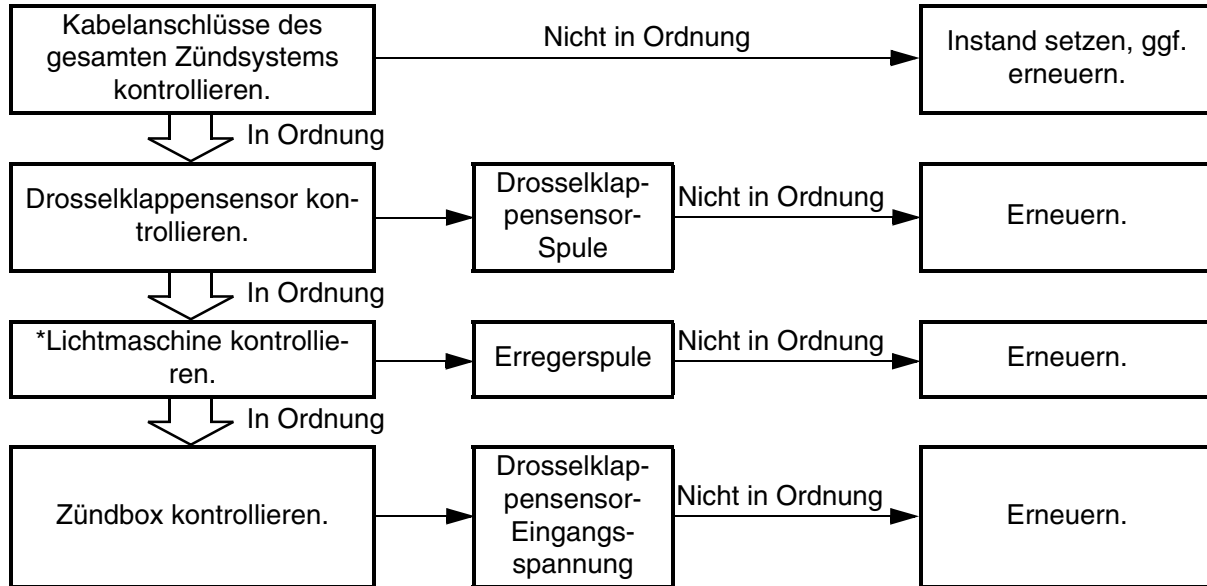 Kabelanschlüsse des
gesamten Zündsystems
kontrollieren.
Nicht in Ordnung
Instand setzen, ggf.
erneuern.
In Ordnung
Drosselklappensensor kon-
trollieren.
Drosselklap-
pensensor-
Spule
Nicht in Ordnung
Erneuern.
In Ordnung
*Lichtmaschine kontrollie-
ren.
Erregerspule
Nicht in Ordnung
Erneuern.
In Ordnung
Zündbox kontrollieren.
Drosselklap-
pensensor-
Eingangs-
spannung
Nicht in Ordnung
Erneuern.